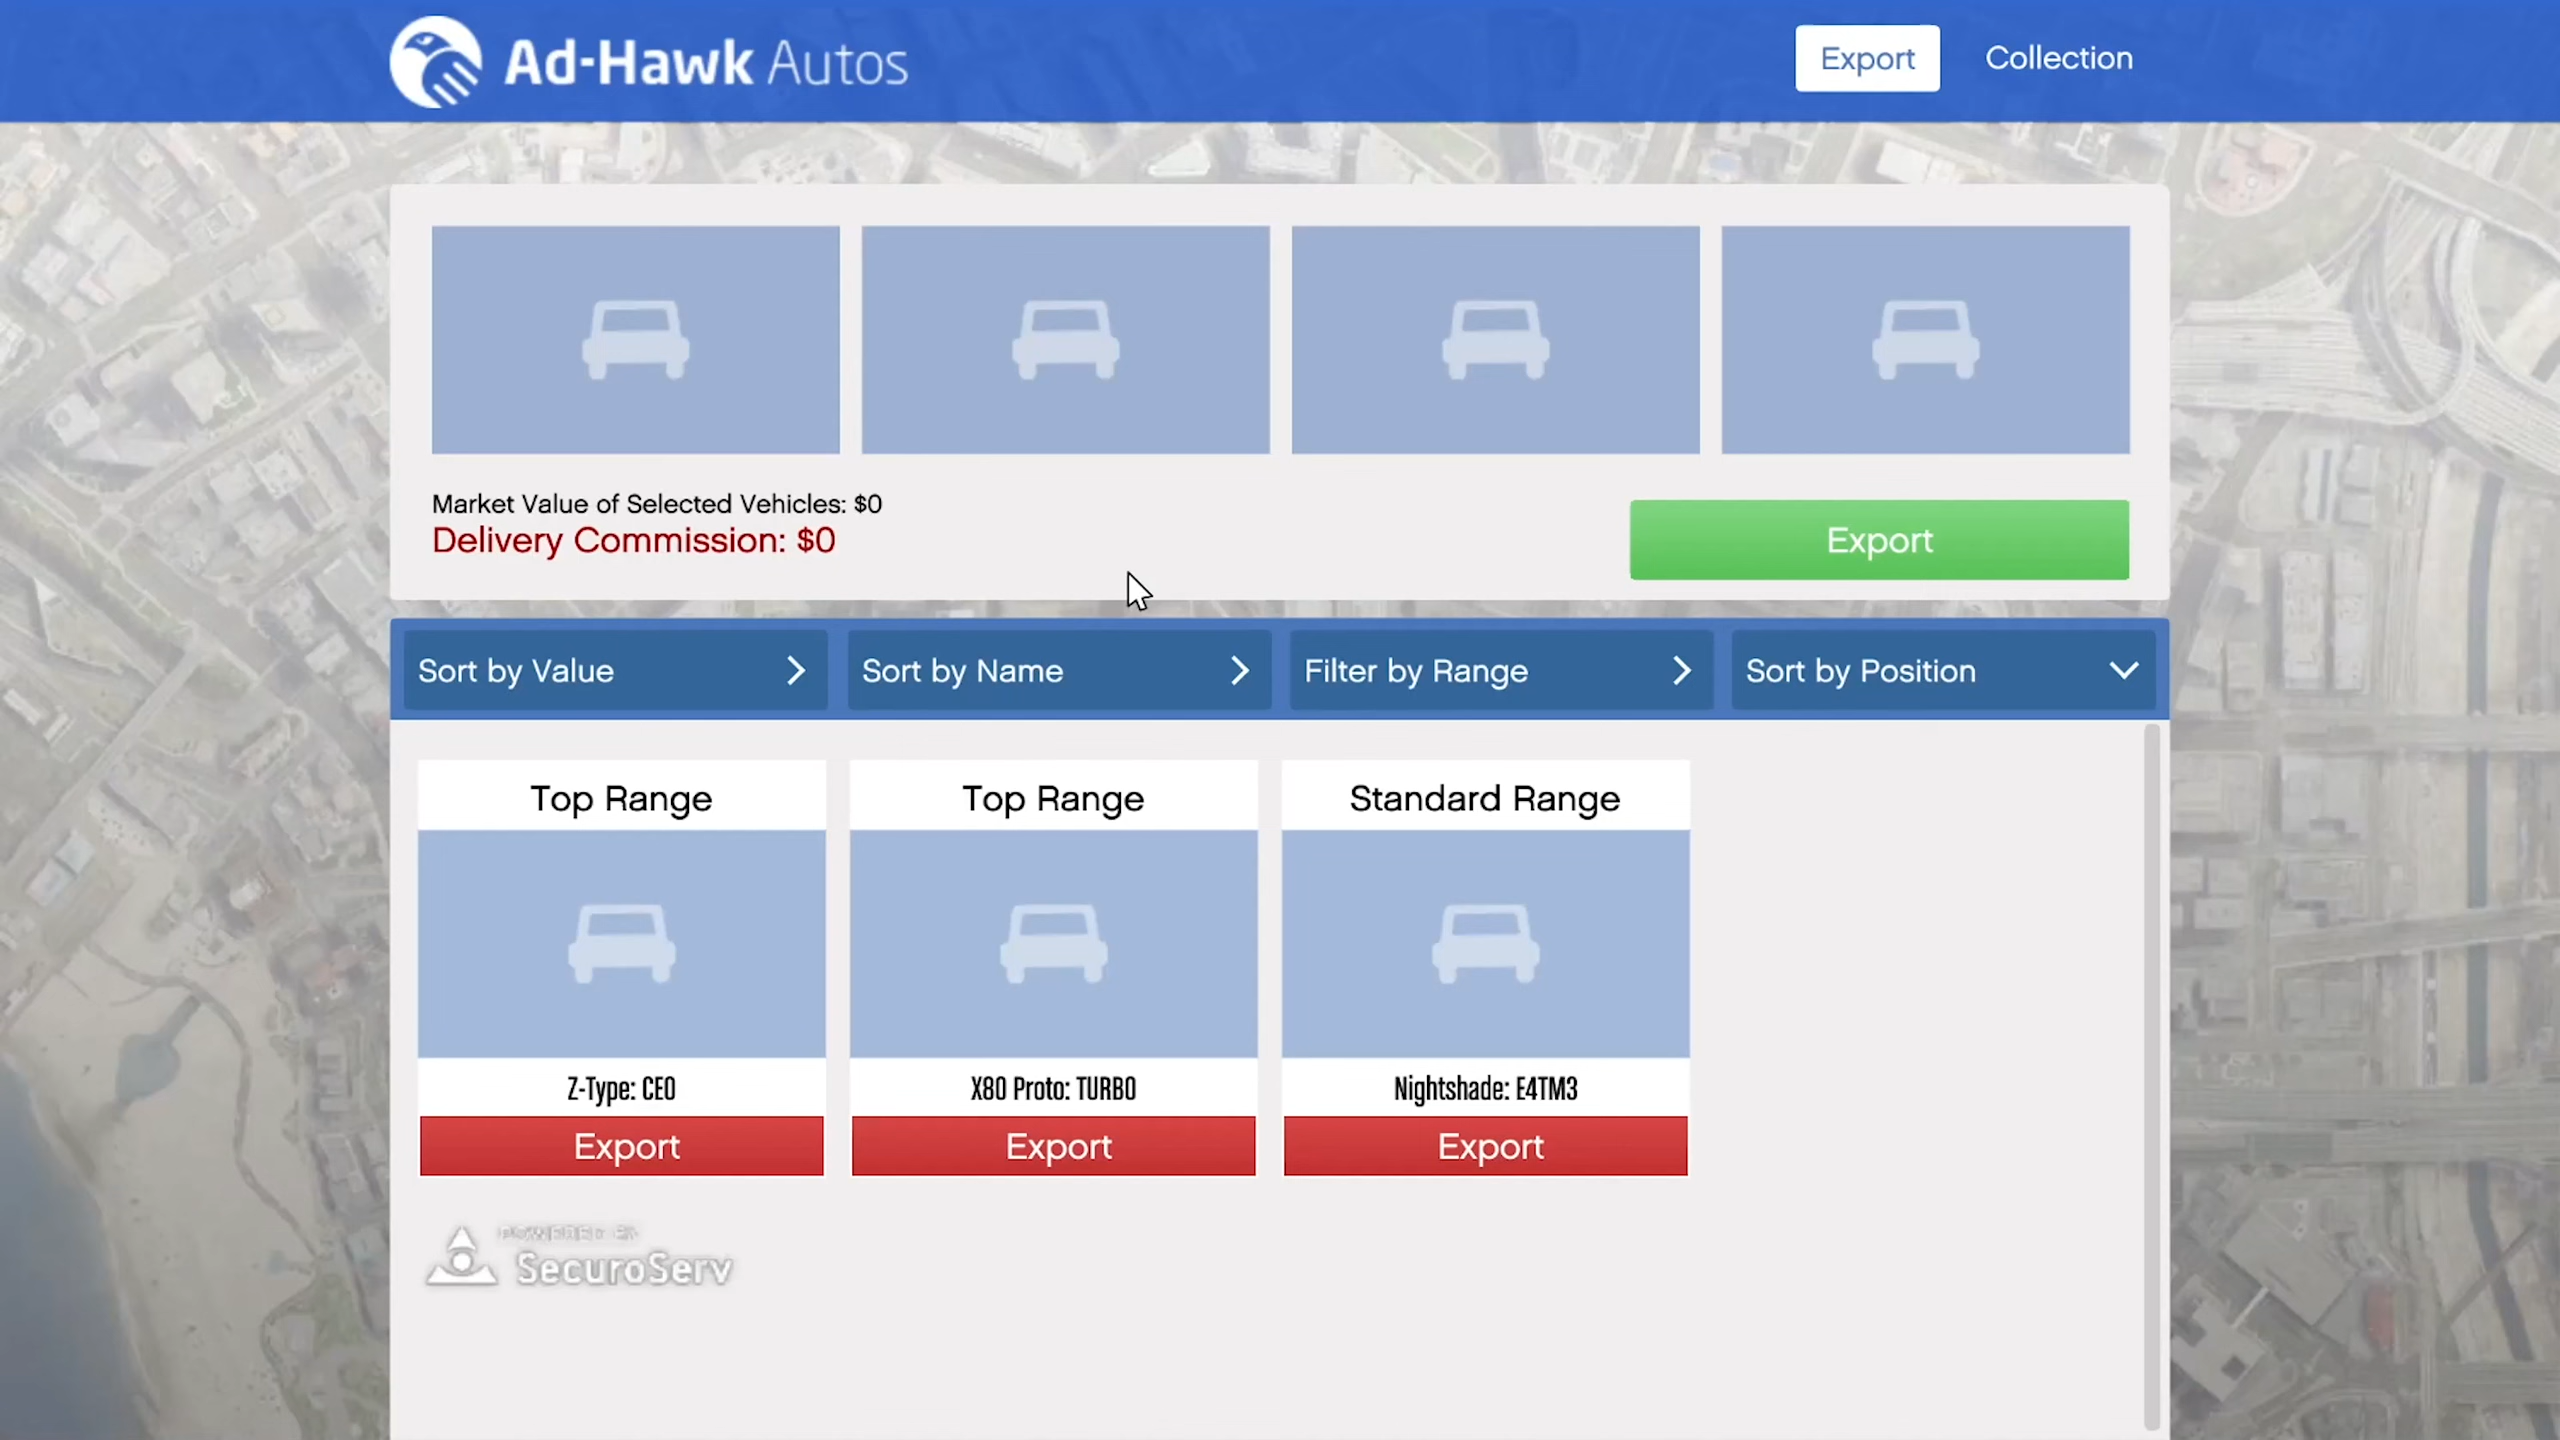 Ad-Hawk Autos
Export
Collection
Market Value of Selected Vehicles: $0
Delivery Commission: $0
Export
Sort by Value
Sort by Name
Filter by Range
Sort by Position
Top Range
Top Range
Standard Range
Z-Type: CEO
X80 Proto: TURBO
Nightshade: E4TM3
Export
Export
Export
POWERED BY
SecuroServ